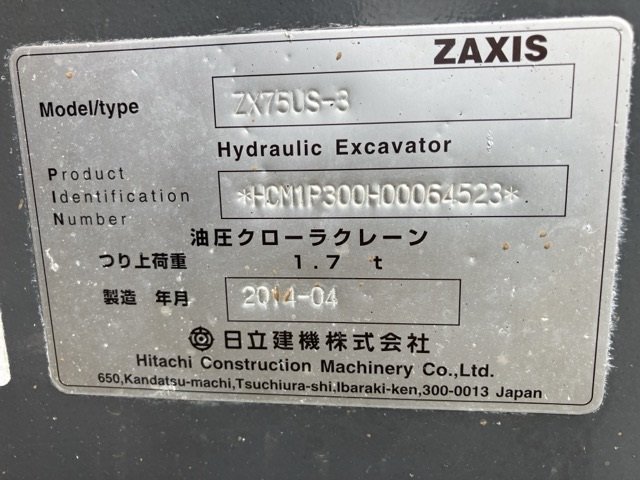 ZAXIS
Model/type ZX75US-3
Hydraulic Excavator
Product Identification Number *HCM1P300H00064523*
油圧クローラクレーン
つり上荷重 1.7 t
製造 年月 2014-04
日立建機株式会社
Hitachi Construction Machinery Co.,Ltd.
650,Kandatsu-machi,Tsuchiura-shi,Ibaraki-ken,300-0013 Japan